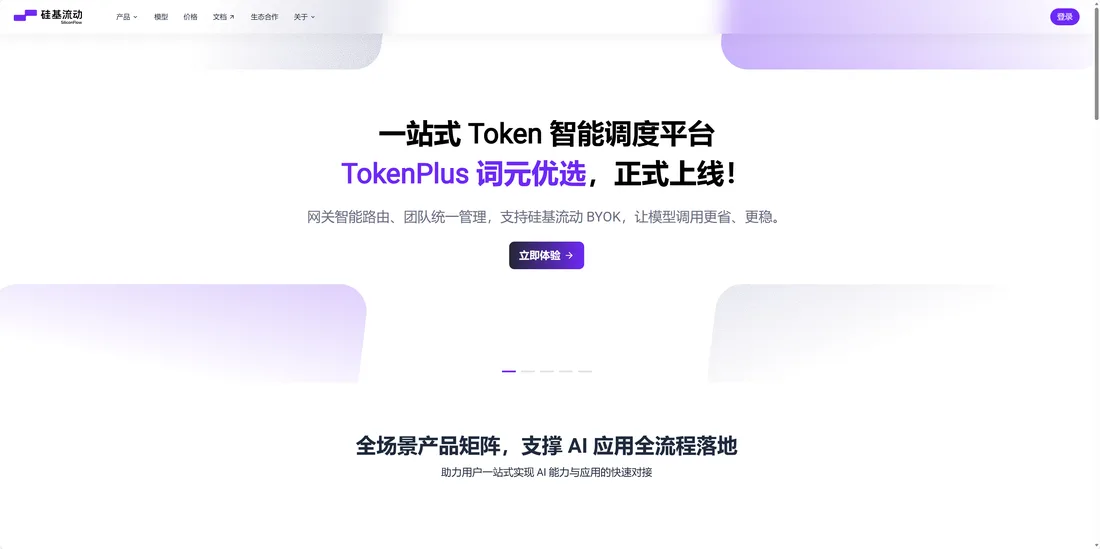 硅基流动
SiliconFlow
产品
模型
价格
文档
生态合作
关于
登录
一站式 Token 智能调度平台
TokenPlus 词元优选，正式上线！
网关智能路由、团队统一管理，支持硅基流动 BYOK，让模型调用更省、更稳。
立即体验
全场景产品矩阵，支撑 AI 应用全流程落地
助力用户一站式实现 AI 能力与应用的快速对接